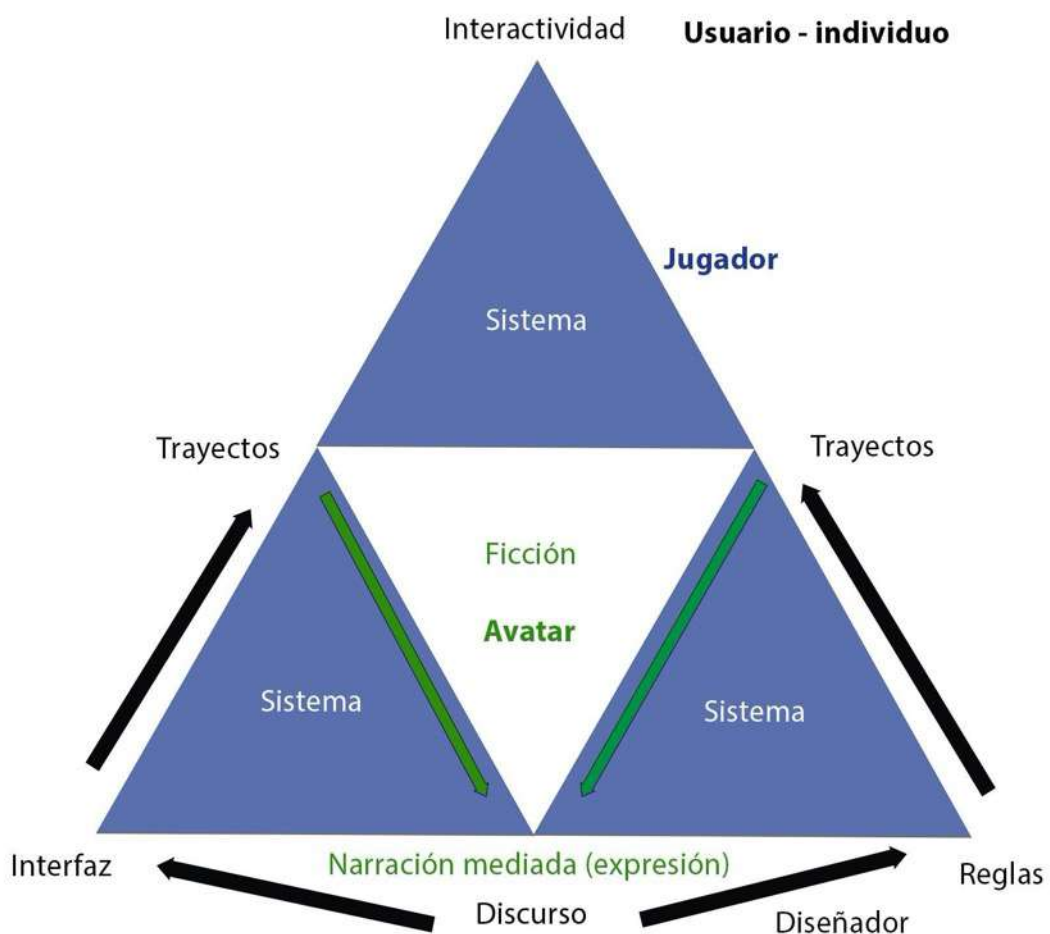 Interactividad
Usuario - individuo
Jugador
Sistema
Trayectos
Trayectos
Ficción
Avatar
Sistema
Sistema
Interfaz
Narración mediada (expresión)
Reglas
Discurso
Diseñador